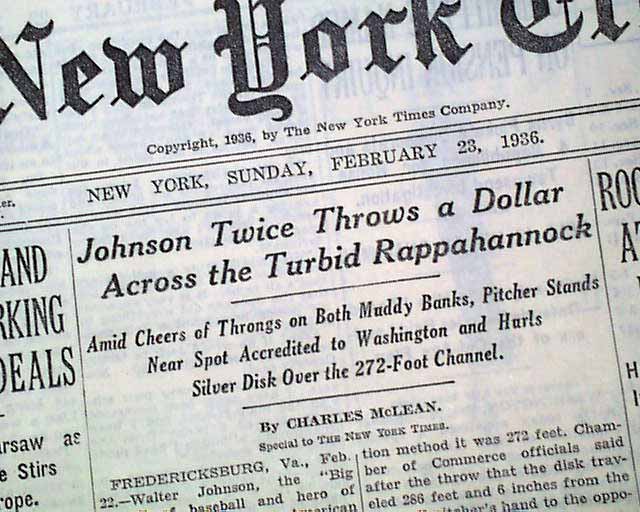 New York Ti
Copyright, 1936, by The New York Times Company.
NEW YORK, SUNDAY, FEBRUARY 23, 1936.
AND
RKING
DEALS
arsaw as
e Stirs
rope.
Johnson Twice Throws a Dollar
Across the Turbid Rappahannock
Amid Cheers of Throngs on Both Muddy Banks, Pitcher Stands
Near Spot Accredited to Washington and Hurls
Silver Disk Over the 272-Foot Channel.
By CHARLES McLEAN.
Special to THE NEW YORK TIMES.
FREDERICKSBURG, Va., Feb.
22.—Walter Johnson, the "Big
of baseball and hero of
tion method it was 272 feet. Cham-
ber of Commerce officials said
after the throw that the disk trav-
eled 286 feet and 6 inches from the
hand to the oppo-
ROC
AT
H